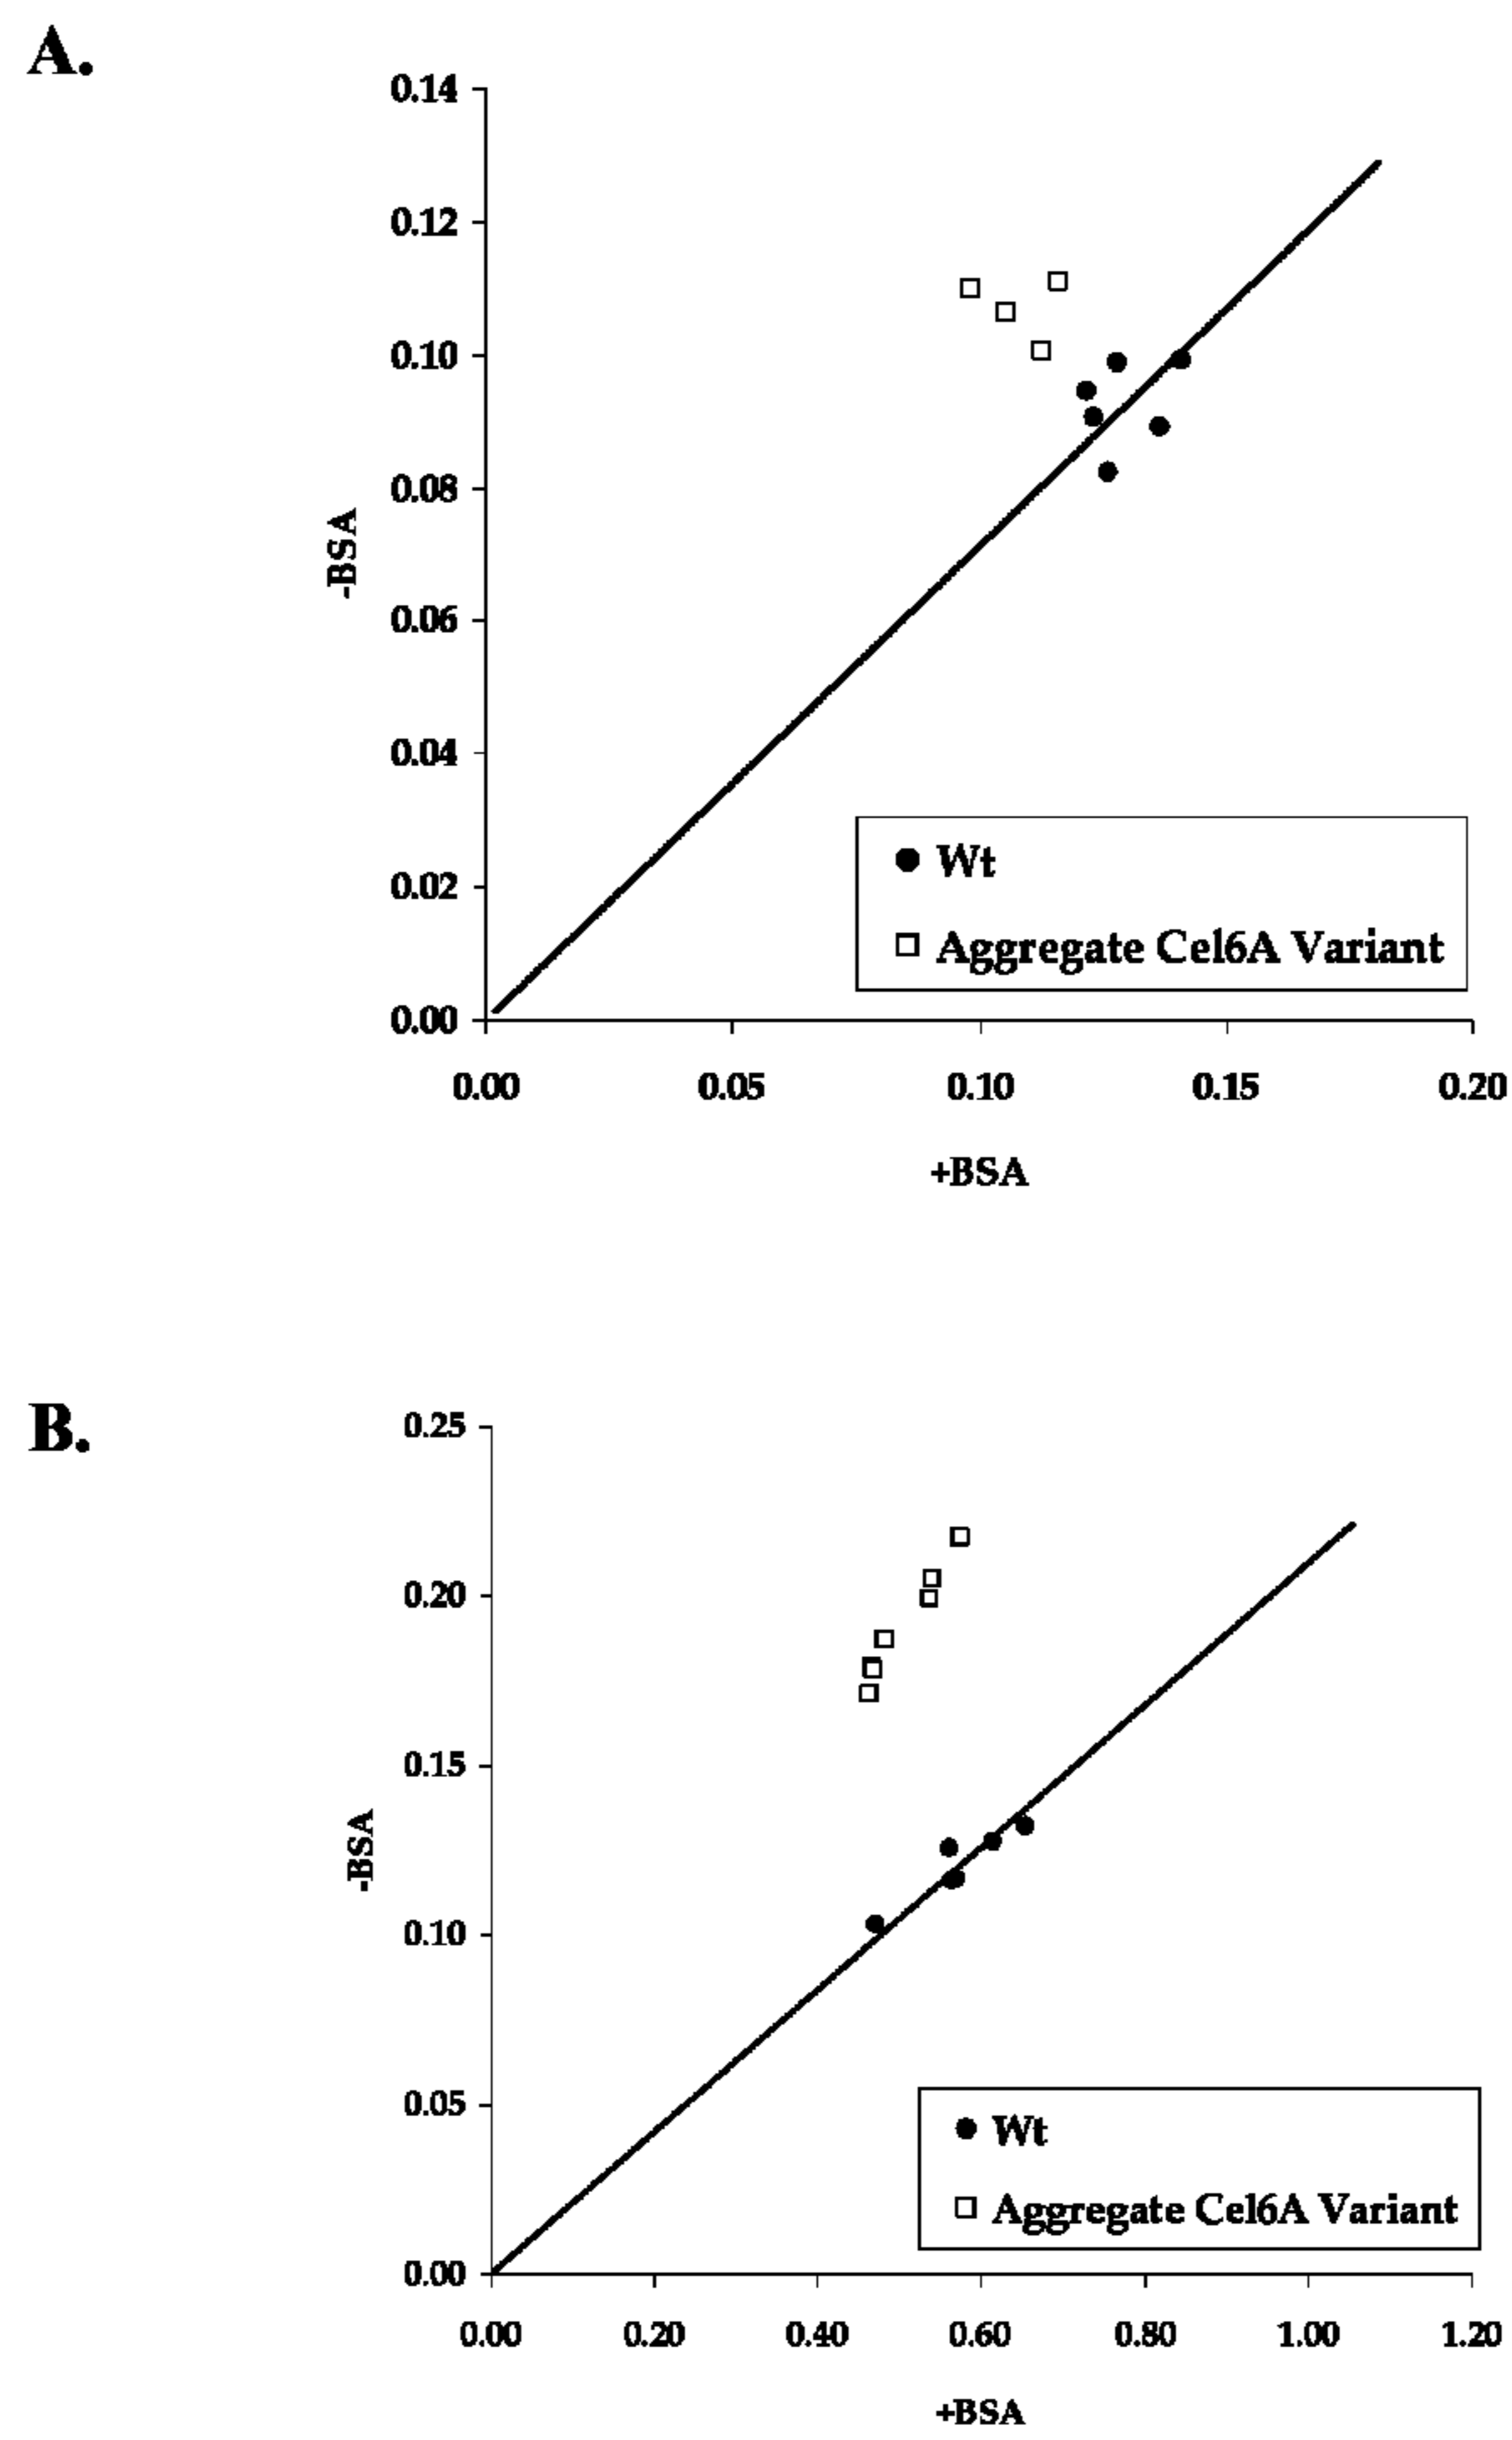 A.
0.14
0.12
0.10
0.08
0.06
0.04
0.02
0.00
-BSA
0.00 0.05 0.10 0.15 0.20
+BSA
Wt
Aggregate Cel6A Variant
B.
0.25
0.20
0.15
0.10
0.05
0.00
-BSA
0.00 0.20 0.40 0.60 0.80 1.00 1.20
+BSA
Wt
Aggregate Cel6A Variant